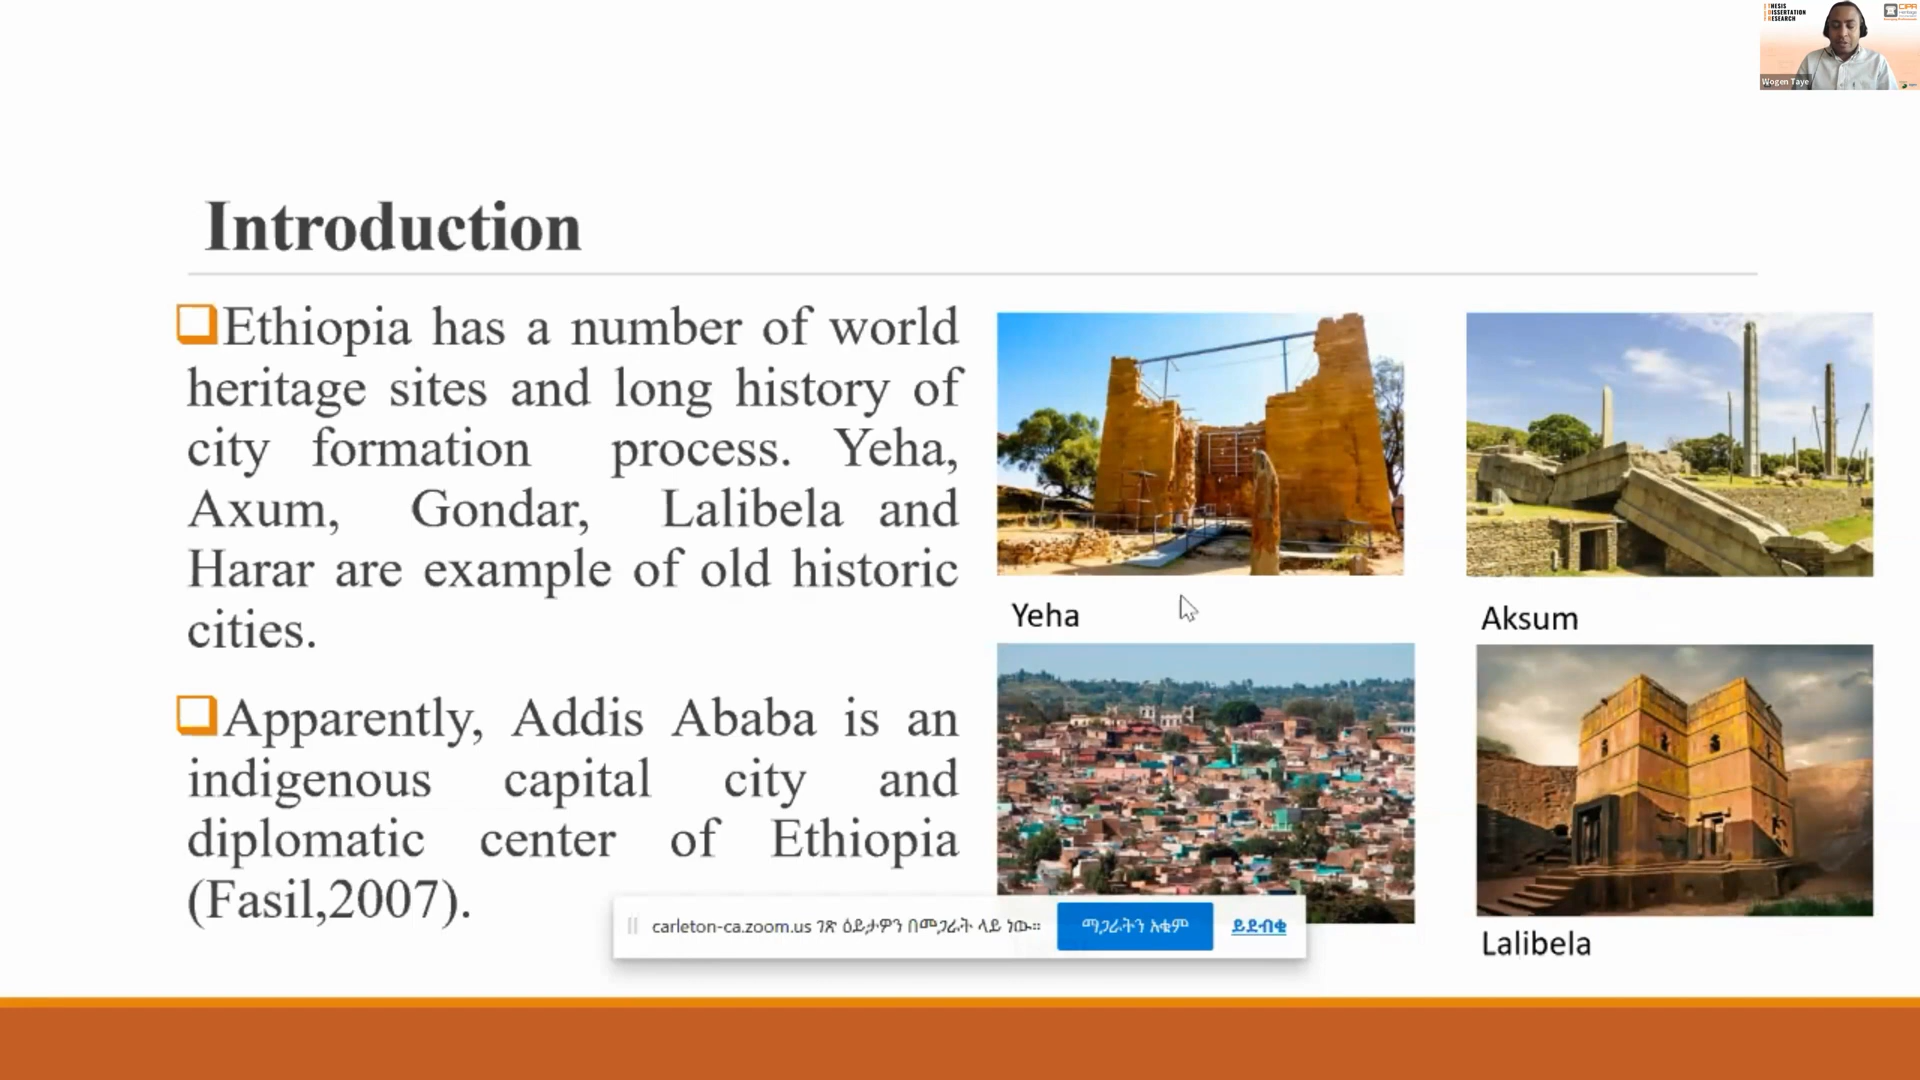 THESIS
DISSERTATION
RESEARCH
CIPA
Wogen Taye
Introduction
Ethiopia has a number of world
heritage sites and long history of
city formation process. Yeha,
Axum, Gondar, Lalibela and
Harar are example of old historic
cities.
Apparently, Addis Ababa is an
indigenous capital city and
diplomatic center of Ethiopia
(Fasil,2007).
Yeha
Aksum
Lalibela
carleton-ca.zoom.us ገጽ ዕይታዎን በመጋራት ላይ ነው።
ማጋራትን አቁም
ይደብቁ